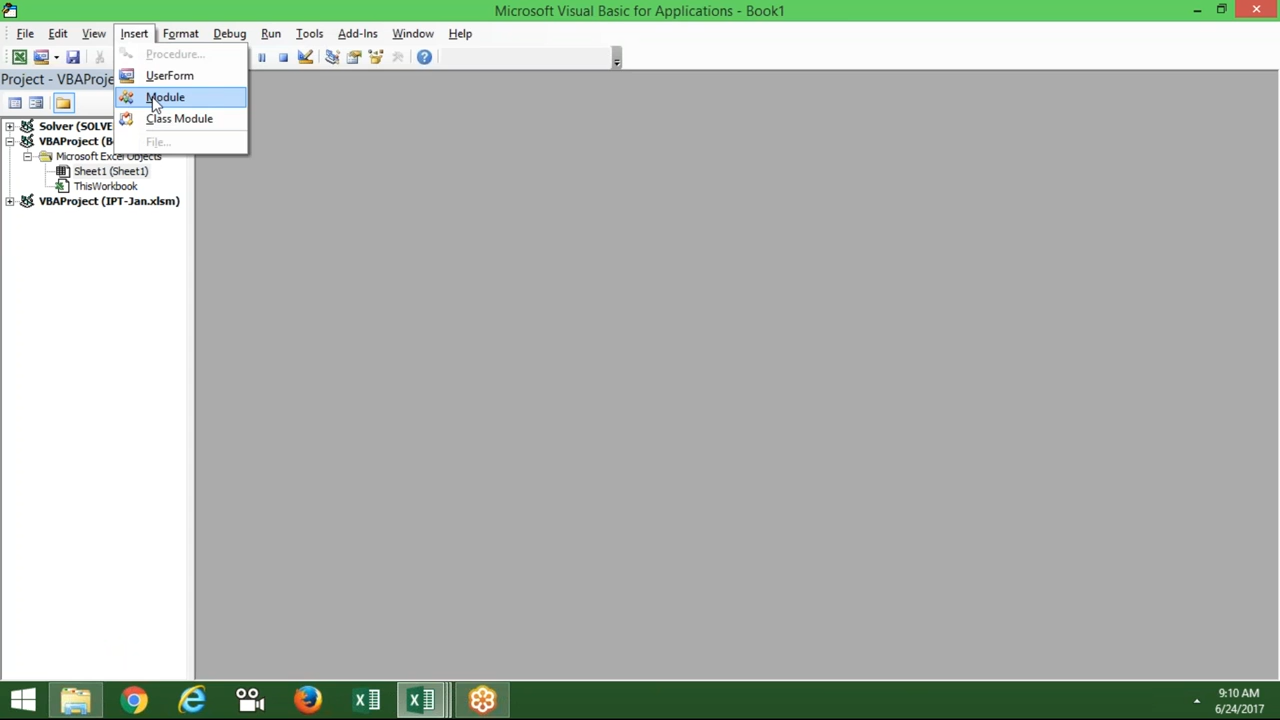 Microsoft Visual Basic for Applications - Book1
File Edit View Insert Format Debug Run Tools Add-Ins Window Help
Procedure...
UserForm
Module
Class Module
File...
Project - VBAProje
Solver (SOLVE
VBAProject (B
Microsoft Excel Objects
Sheet1 (Sheet1)
ThisWorkbook
VBAProject (IPT-Jan.xlsm)
9:10 AM
6/24/2017